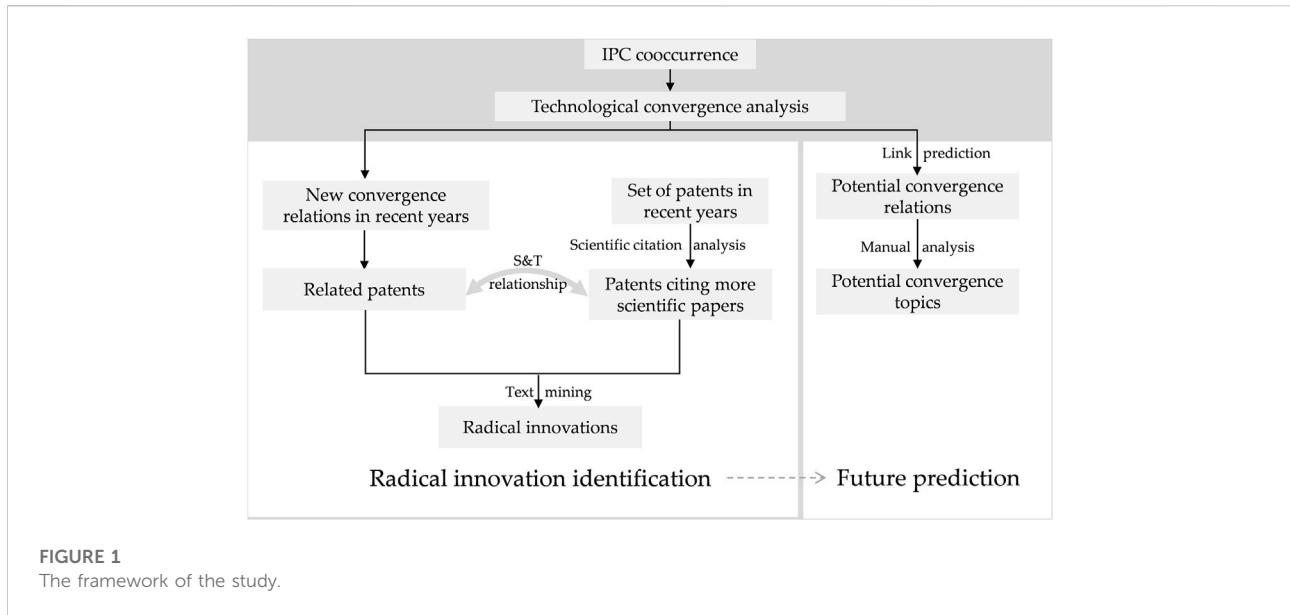 IPC cooccurrence
Technological convergence analysis
New convergence
relations in recent years
Related patents
S&T
relationship
Set of patents in
recent years
Scientific citation analysis
Patents citing more
scientific papers
Text mining
Radical innovations
Link prediction
Potential convergence
relations
Manual analysis
Potential convergence
topics
Radical innovation identification
Future prediction
FIGURE 1
The framework of the study.